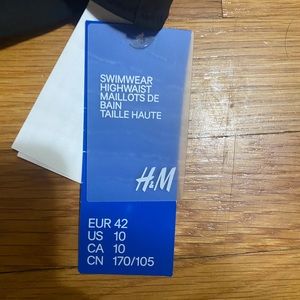 SWIMWEAR
HIGHWAIST
MAILLOTS DE
BAIN
TAILLE HAUTE
H&M
EUR 42
US 10
CA 10
CN 170/105